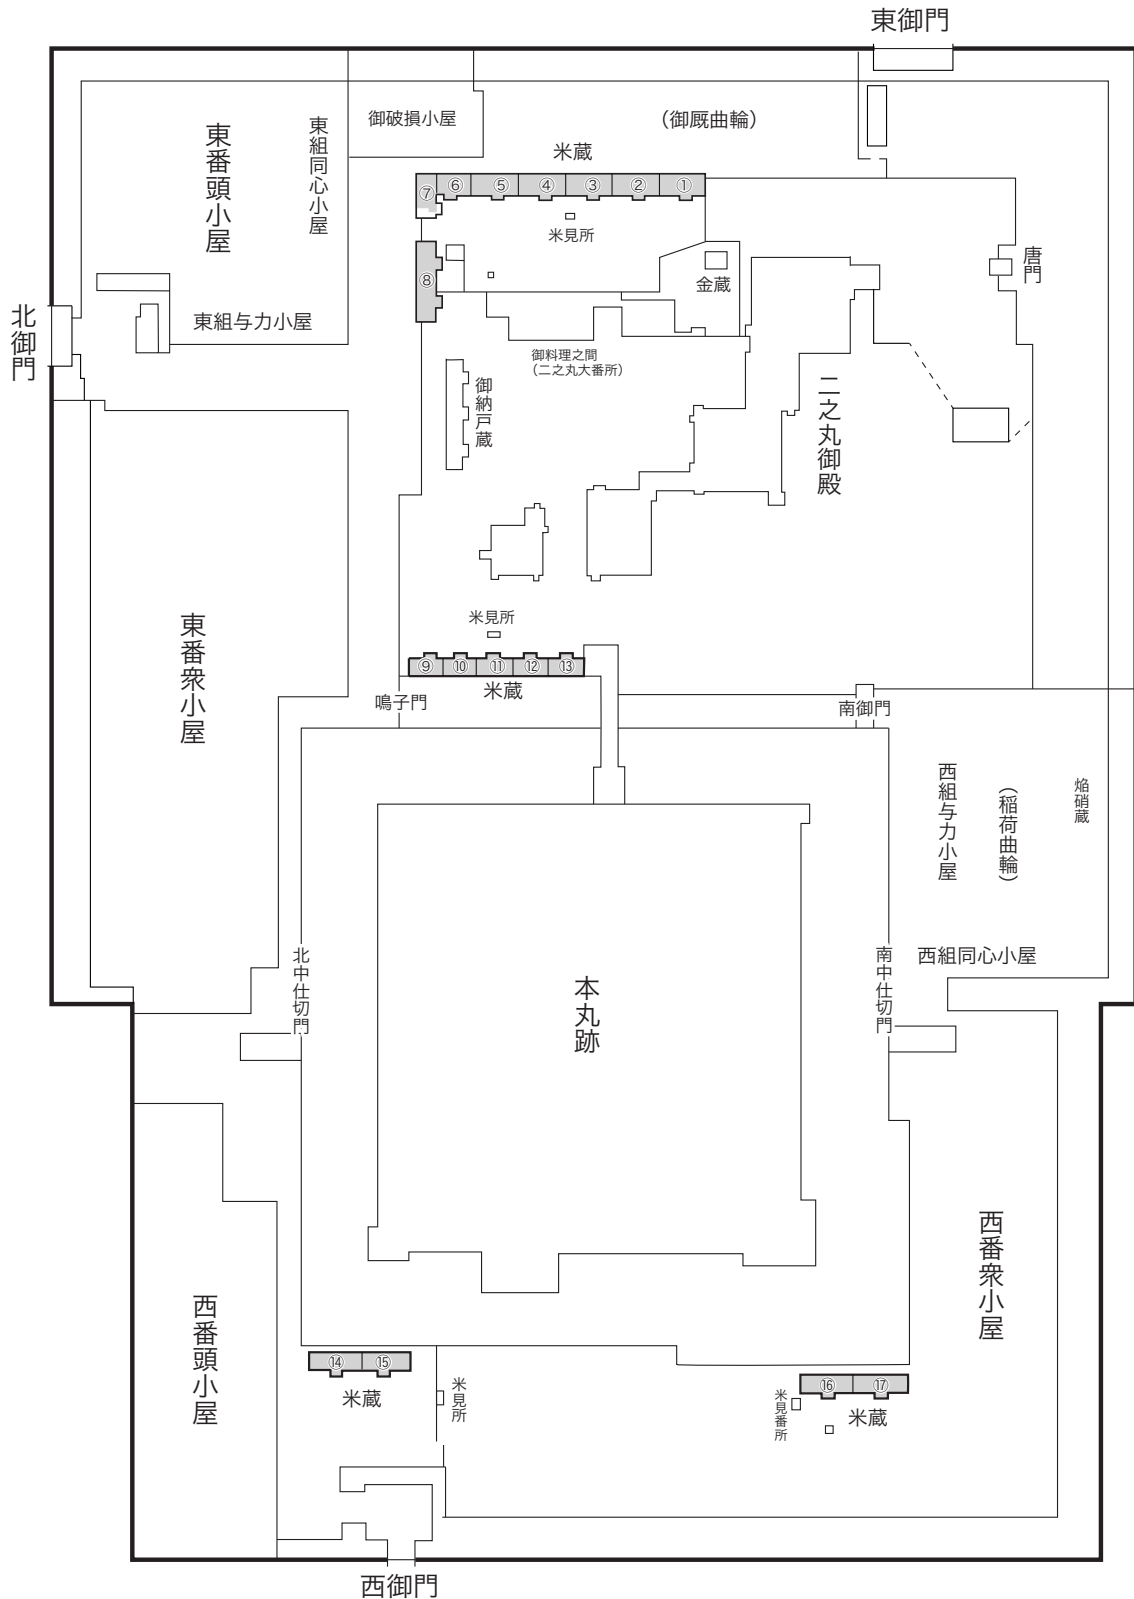 東御門
御破損小屋
（御厩曲輪）
東番頭小屋
東組同心小屋
米蔵
⑦
⑥
⑤
④
③
②
①
米見所
唐門
⑧
金蔵
北御門
東組与力小屋
御料理之間
（二之丸大番所）
御納戸蔵
二之丸御殿
東番衆小屋
米見所
⑨
⑩
⑪
⑫
⑬
米蔵
鳴子門
南御門
西組与力小屋
（稲荷曲輪）
焔硝蔵
北中仕切門
南中仕切門
西組同心小屋
本丸跡
西番衆小屋
西番頭小屋
⑭
⑮
米蔵
米見所
⑯
⑰
米見番所
米蔵
西御門